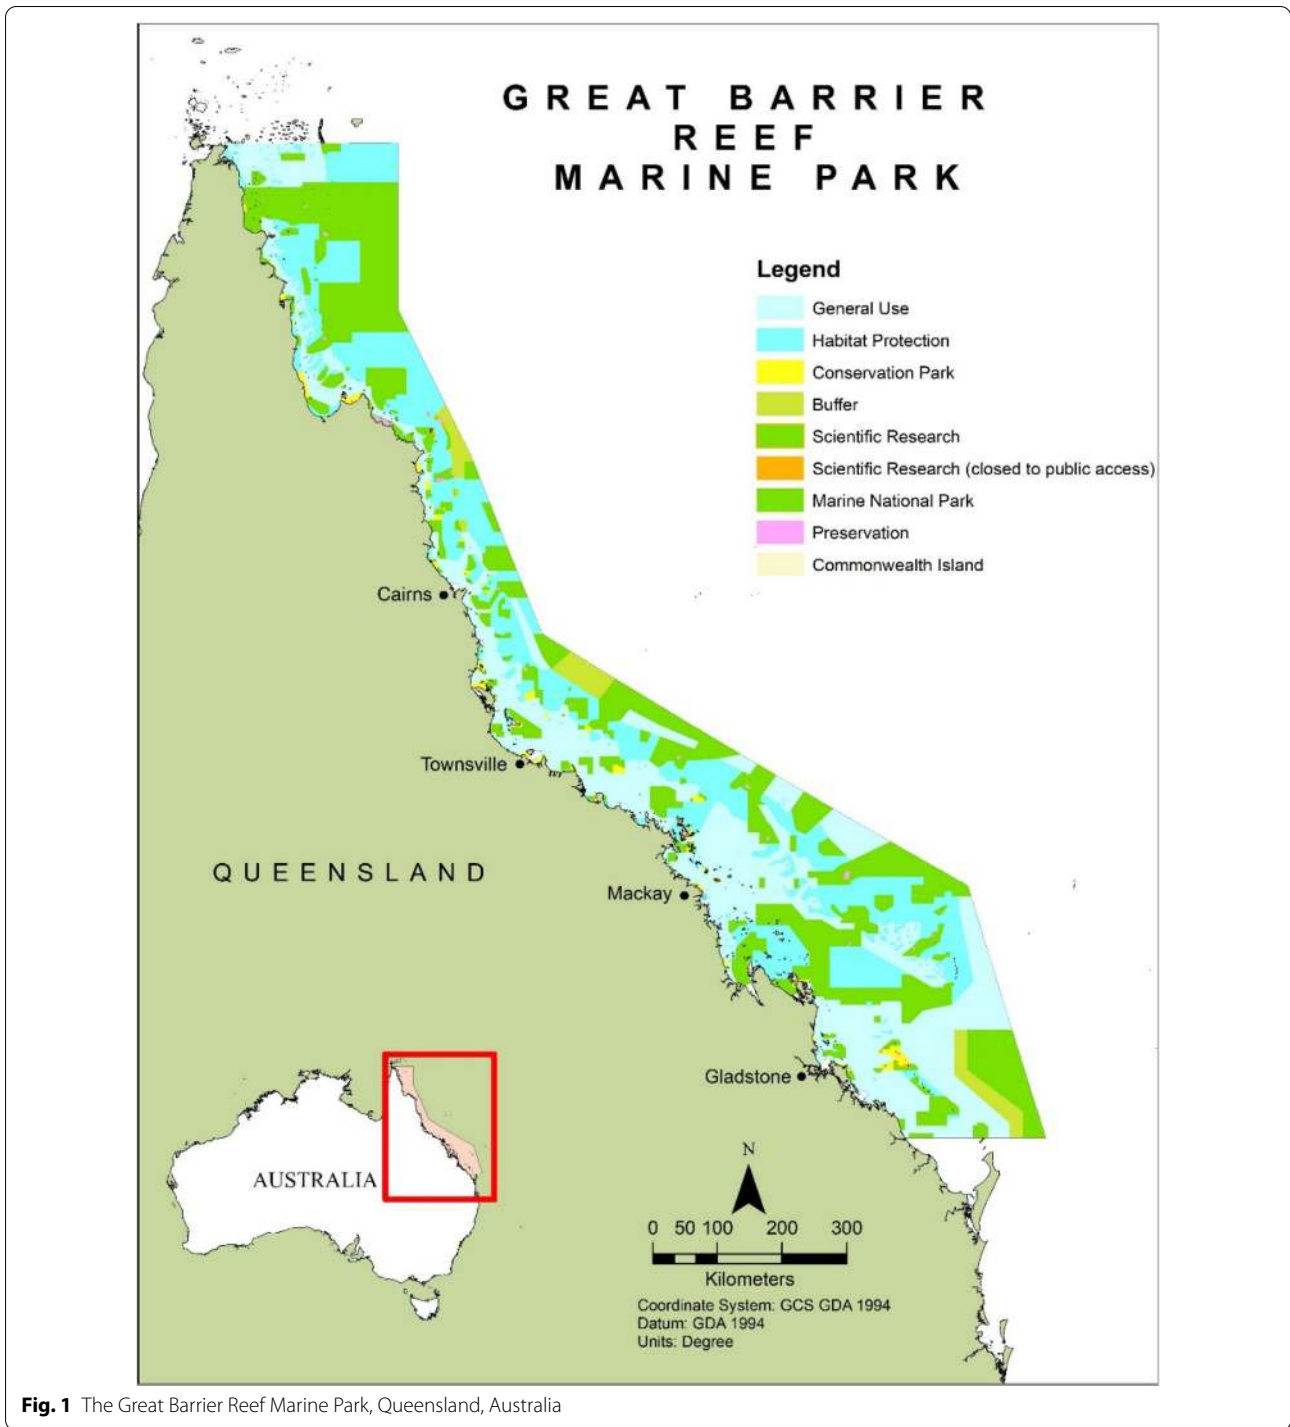 GREAT BARRIER
REEF
MARINE PARK
Legend
General Use
Habitat Protection
Conservation Park
Buffer
Scientific Research
Scientific Research (closed to public access)
Marine National Park
Preservation
Commonwealth Island
Cairns
Townsville
QUEENSLAND
Mackay
Gladstone
AUSTRALIA
N
0 50 100 200 300
Kilometers
Coordinate System: GCS GDA 1994
Datum: GDA 1994
Units: Degree
Fig. 1 The Great Barrier Reef Marine Park, Queensland, Australia